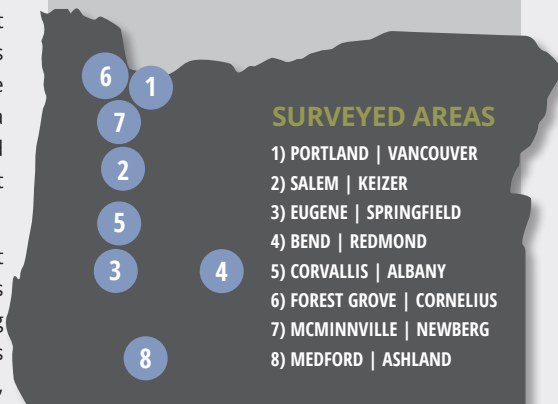 6
1
7
2
5
3
4
8
SURVEYED AREAS
1) PORTLAND | VANCOUVER
2) SALEM | KEIZER
3) EUGENE | SPRINGFIELD
4) BEND | REDMOND
5) CORVALLIS | ALBANY
6) FOREST GROVE | CORNELIUS
7) MCMINNVILLE | NEWBERG
8) MEDFORD | ASHLAND